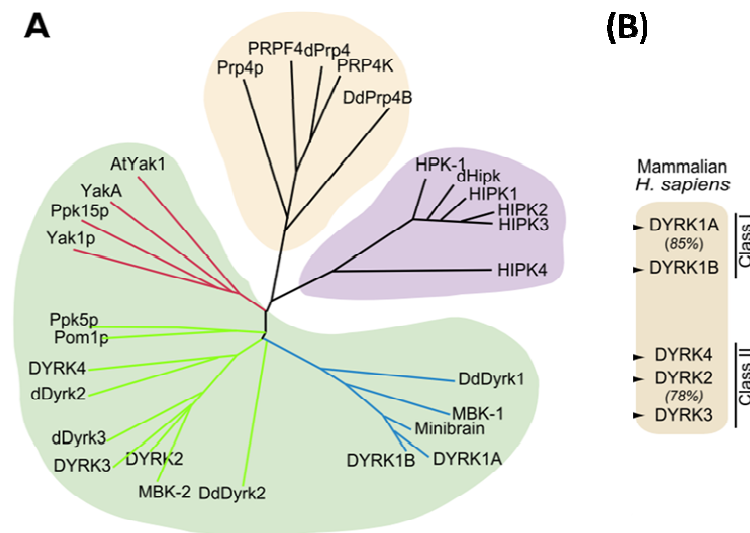 A
(B)
PRPF4
dPrp4
Prp4p
PRP4K
DdPrp4B
AtYak1
YakA
Ppk15p
Yak1p
HPK-1
dHipk
HIPK1
HIPK2
HIPK3
HIPK4
Ppk5p
Pom1p
DYRK4
dDyrk2
dDyrk3
DYRK3
DYRK2
MBK-2
DdDyrk2
DdDyrk1
MBK-1
Minibrain
DYRK1B
DYRK1A
Mammalian
H. sapiens
DYRK1A
(85%)
DYRK1B
Class I
DYRK4
DYRK2
(78%)
DYRK3
Class II